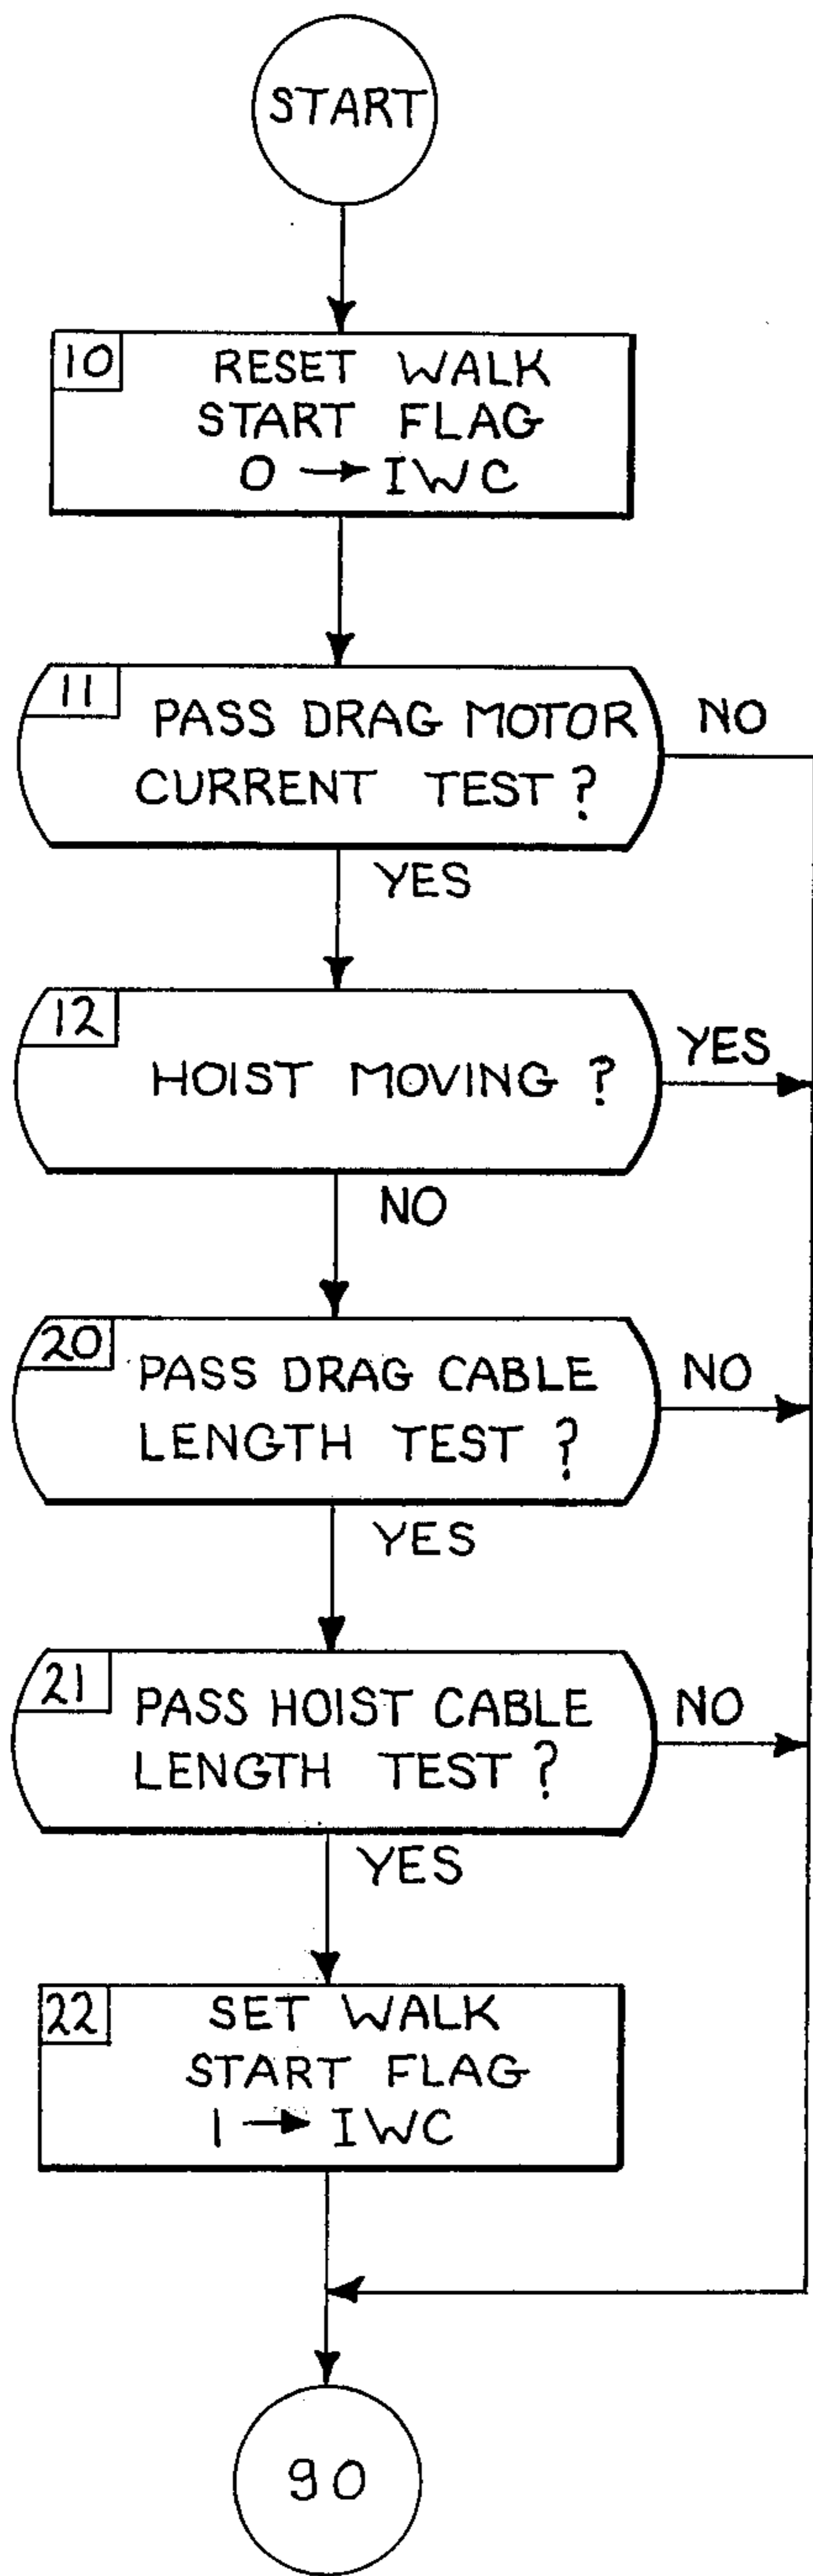 START
10
RESET WALK
START FLAG
0 → IWC
11
PASS DRAG MOTOR
CURRENT TEST ?
NO
YES
12
HOIST MOVING ?
YES
NO
20
PASS DRAG CABLE
LENGTH TEST ?
NO
YES
21
PASS HOIST CABLE
LENGTH TEST ?
NO
YES
22
SET WALK
START FLAG
1 → IWC
90